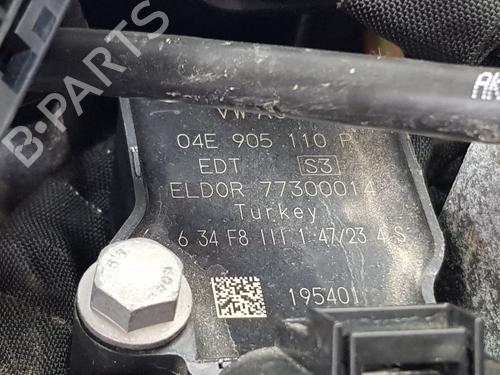 B-PARTS
AK
VW AG
04E 905 110
EDT S3
ELDOR 77300014
Turkey
6 34 F8 III 1 47/23 4 S
195401